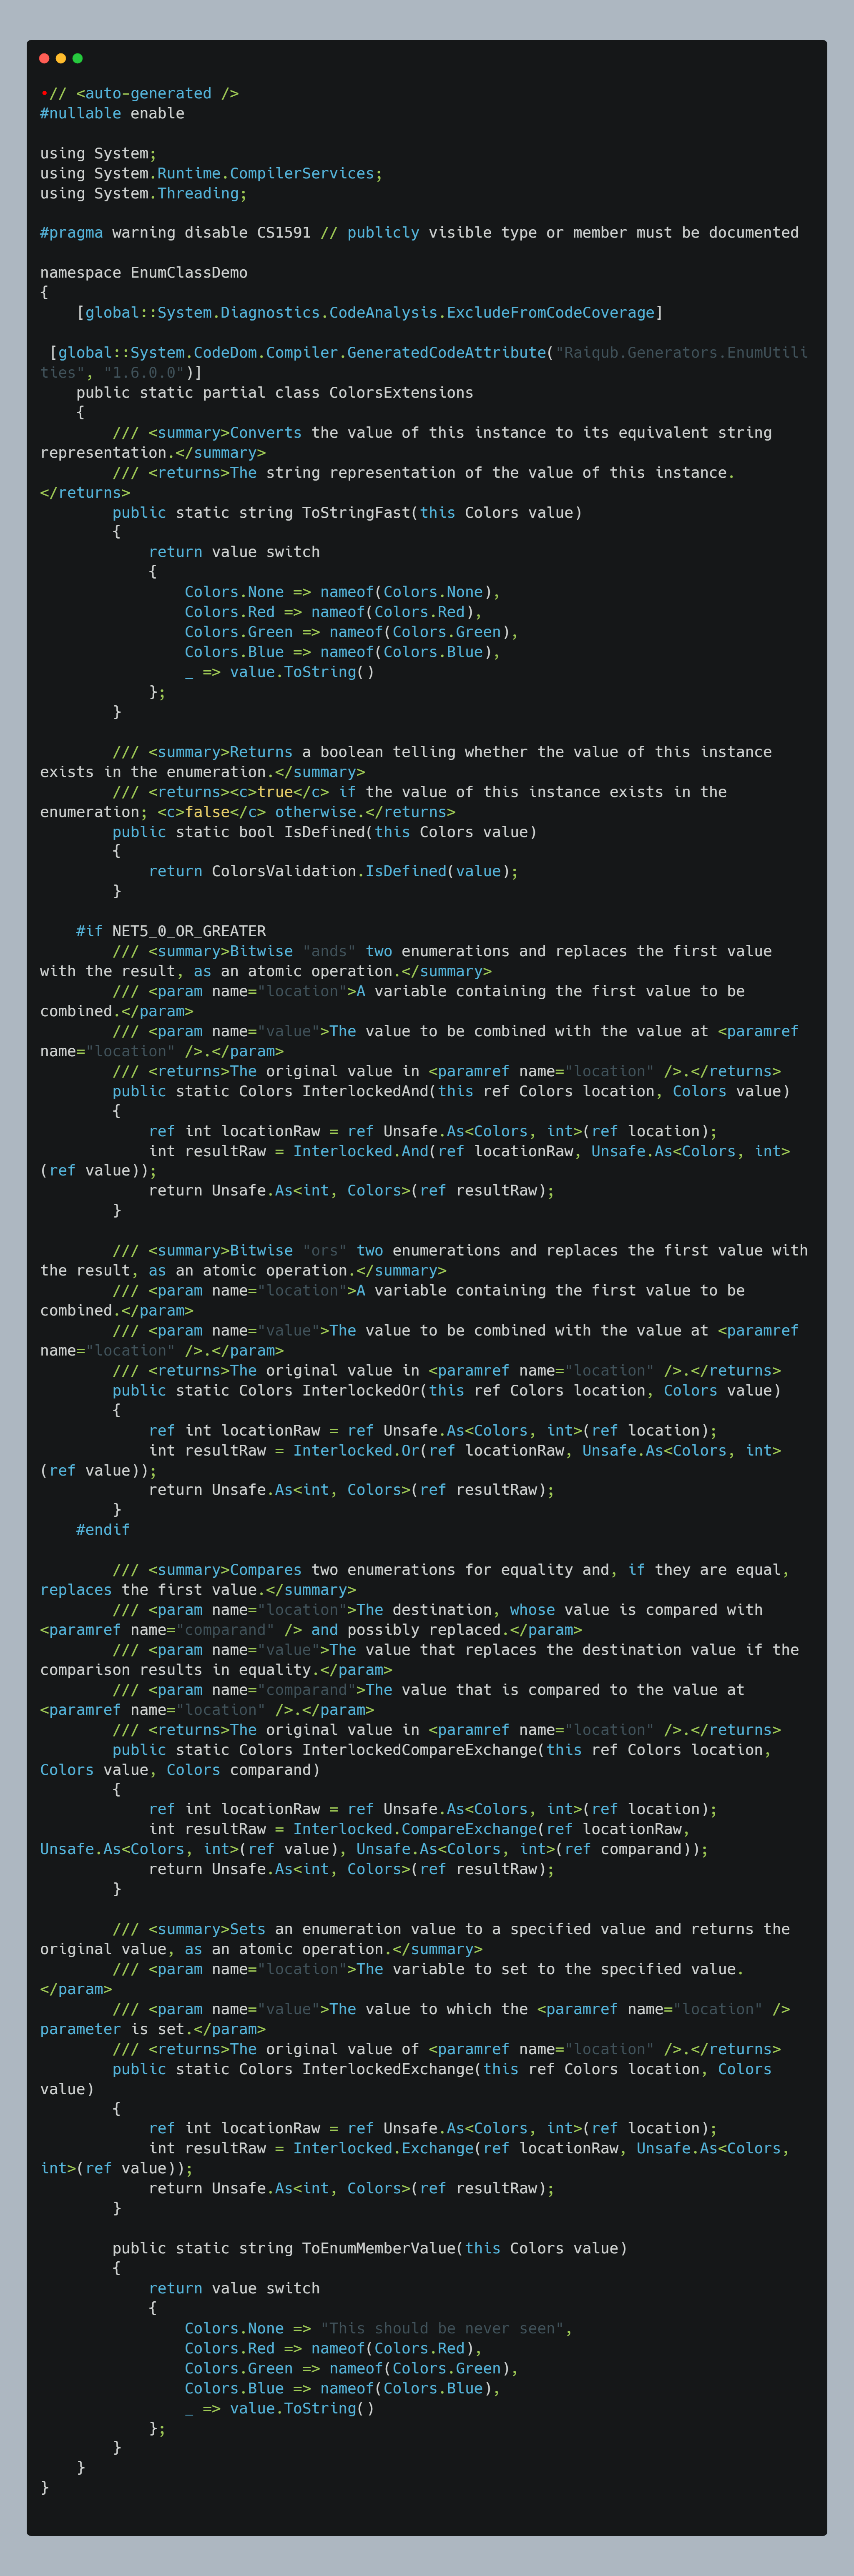 •// <auto-generated />
#nullable enable

using System;
using System.Runtime.CompilerServices;
using System.Threading;

#pragma warning disable CS1591 // publicly visible type or member must be documented

namespace EnumClassDemo
{
    [global::System.Diagnostics.CodeAnalysis.ExcludeFromCodeCoverage]

 [global::System.CodeDom.Compiler.GeneratedCodeAttribute("Raiqub.Generators.EnumUtili
ties", "1.6.0.0")]
    public static partial class ColorsExtensions
    {
        /// <summary>Converts the value of this instance to its equivalent string
representation.</summary>
        /// <returns>The string representation of the value of this instance.
</returns>
        public static string ToStringFast(this Colors value)
        {
            return value switch
            {
                Colors.None => nameof(Colors.None),
                Colors.Red => nameof(Colors.Red),
                Colors.Green => nameof(Colors.Green),
                Colors.Blue => nameof(Colors.Blue),
                _ => value.ToString()
            };
        }

        /// <summary>Returns a boolean telling whether the value of this instance
exists in the enumeration.</summary>
        /// <returns><c>true</c> if the value of this instance exists in the
enumeration; <c>false</c> otherwise.</returns>
        public static bool IsDefined(this Colors value)
        {
            return ColorsValidation.IsDefined(value);
        }

    #if NET5_0_OR_GREATER
        /// <summary>Bitwise "ands" two enumerations and replaces the first value
with the result, as an atomic operation.</summary>
        /// <param name="location">A variable containing the first value to be
combined.</param>
        /// <param name="value">The value to be combined with the value at <paramref
name="location" />.</param>
        /// <returns>The original value in <paramref name="location" />.</returns>
        public static Colors InterlockedAnd(this ref Colors location, Colors value)
        {
            ref int locationRaw = ref Unsafe.As<Colors, int>(ref location);
            int resultRaw = Interlocked.And(ref locationRaw, Unsafe.As<Colors, int>
(ref value));
            return Unsafe.As<int, Colors>(ref resultRaw);
        }

        /// <summary>Bitwise "ors" two enumerations and replaces the first value with
the result, as an atomic operation.</summary>
        /// <param name="location">A variable containing the first value to be
combined.</param>
        /// <param name="value">The value to be combined with the value at <paramref
name="location" />.</param>
        /// <returns>The original value in <paramref name="location" />.</returns>
        public static Colors InterlockedOr(this ref Colors location, Colors value)
        {
            ref int locationRaw = ref Unsafe.As<Colors, int>(ref location);
            int resultRaw = Interlocked.Or(ref locationRaw, Unsafe.As<Colors, int>
(ref value));
            return Unsafe.As<int, Colors>(ref resultRaw);
        }
    #endif

        /// <summary>Compares two enumerations for equality and, if they are equal,
replaces the first value.</summary>
        /// <param name="location">The destination, whose value is compared with
<paramref name="comparand" /> and possibly replaced.</param>
        /// <param name="value">The value that replaces the destination value if the
comparison results in equality.</param>
        /// <param name="comparand">The value that is compared to the value at
<paramref name="location" />.</param>
        /// <returns>The original value in <paramref name="location" />.</returns>
        public static Colors InterlockedCompareExchange(this ref Colors location,
Colors value, Colors comparand)
        {
            ref int locationRaw = ref Unsafe.As<Colors, int>(ref location);
            int resultRaw = Interlocked.CompareExchange(ref locationRaw,
Unsafe.As<Colors, int>(ref value), Unsafe.As<Colors, int>(ref comparand));
            return Unsafe.As<int, Colors>(ref resultRaw);
        }

        /// <summary>Sets an enumeration value to a specified value and returns the
original value, as an atomic operation.</summary>
        /// <param name="location">The variable to set to the specified value.
</param>
        /// <param name="value">The value to which the <paramref name="location" />
parameter is set.</param>
        /// <returns>The original value of <paramref name="location" />.</returns>
        public static Colors InterlockedExchange(this ref Colors location, Colors
value)
        {
            ref int locationRaw = ref Unsafe.As<Colors, int>(ref location);
            int resultRaw = Interlocked.Exchange(ref locationRaw, Unsafe.As<Colors,
int>(ref value));
            return Unsafe.As<int, Colors>(ref resultRaw);
        }

        public static string ToEnumMemberValue(this Colors value)
        {
            return value switch
            {
                Colors.None => "This should be never seen",
                Colors.Red => nameof(Colors.Red),
                Colors.Green => nameof(Colors.Green),
                Colors.Blue => nameof(Colors.Blue),
                _ => value.ToString()
            };
        }
    }
}